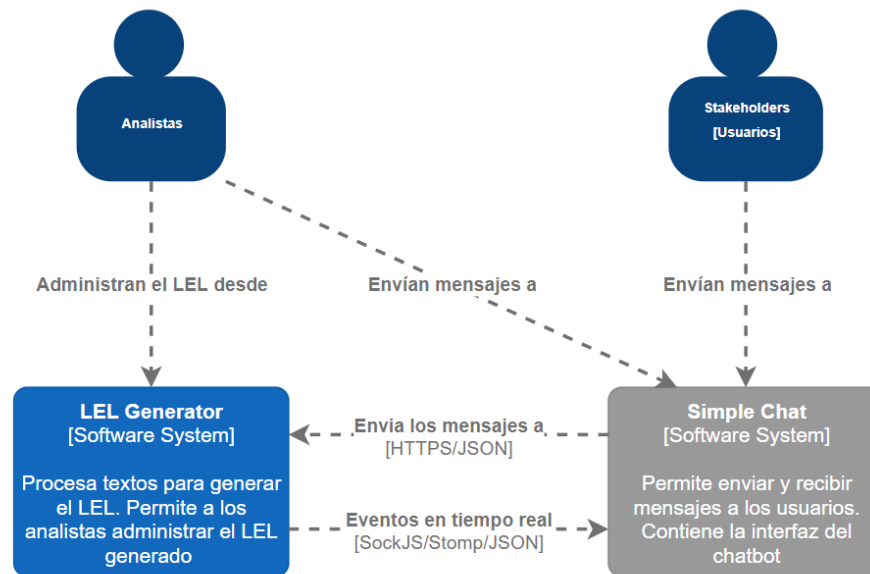 Analistas
Stakeholders
[Usuarios]
Administran el LEL desde
Envían mensajes a
Envían mensajes a
LEL Generator
[Software System]
Procesa textos para generar
el LEL. Permite a los
analistas administrar el LEL
generado
Envia los mensajes a
[HTTPS/JSON]
Eventos en tiempo real
[SockJS/Stomp/JSON]
Simple Chat
[Software System]
Permite enviar y recibir
mensajes a los usuarios.
Contiene la interfaz del
chatbot